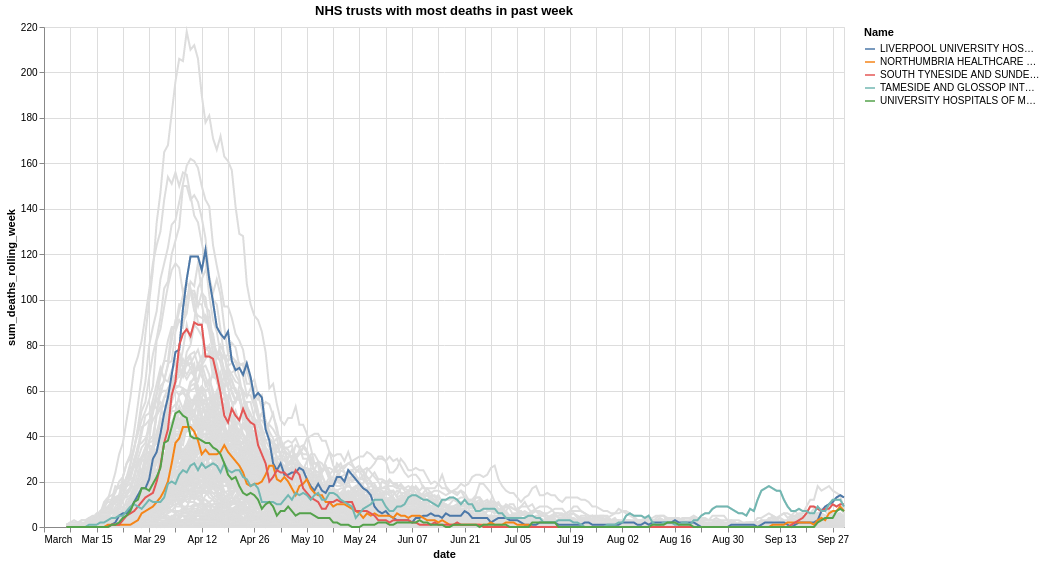 NHS trusts with most deaths in past week
220
200
180
160
140
120
100
80
60
40
20
0
sum_deaths_rolling_week
March Mar 15 Mar 29 Apr 12 Apr 26 May 10 May 24 Jun 07 Jun 21 Jul 05 Jul 19 Aug 02 Aug 16 Aug 30 Sep 13 Sep 27
date
Name
LIVERPOOL UNIVERSITY HOS…
NORTHUMBRIA HEALTHCARE …
SOUTH TYNESIDE AND SUNDE…
TAMESIDE AND GLOSSOP INT…
UNIVERSITY HOSPITALS OF M…